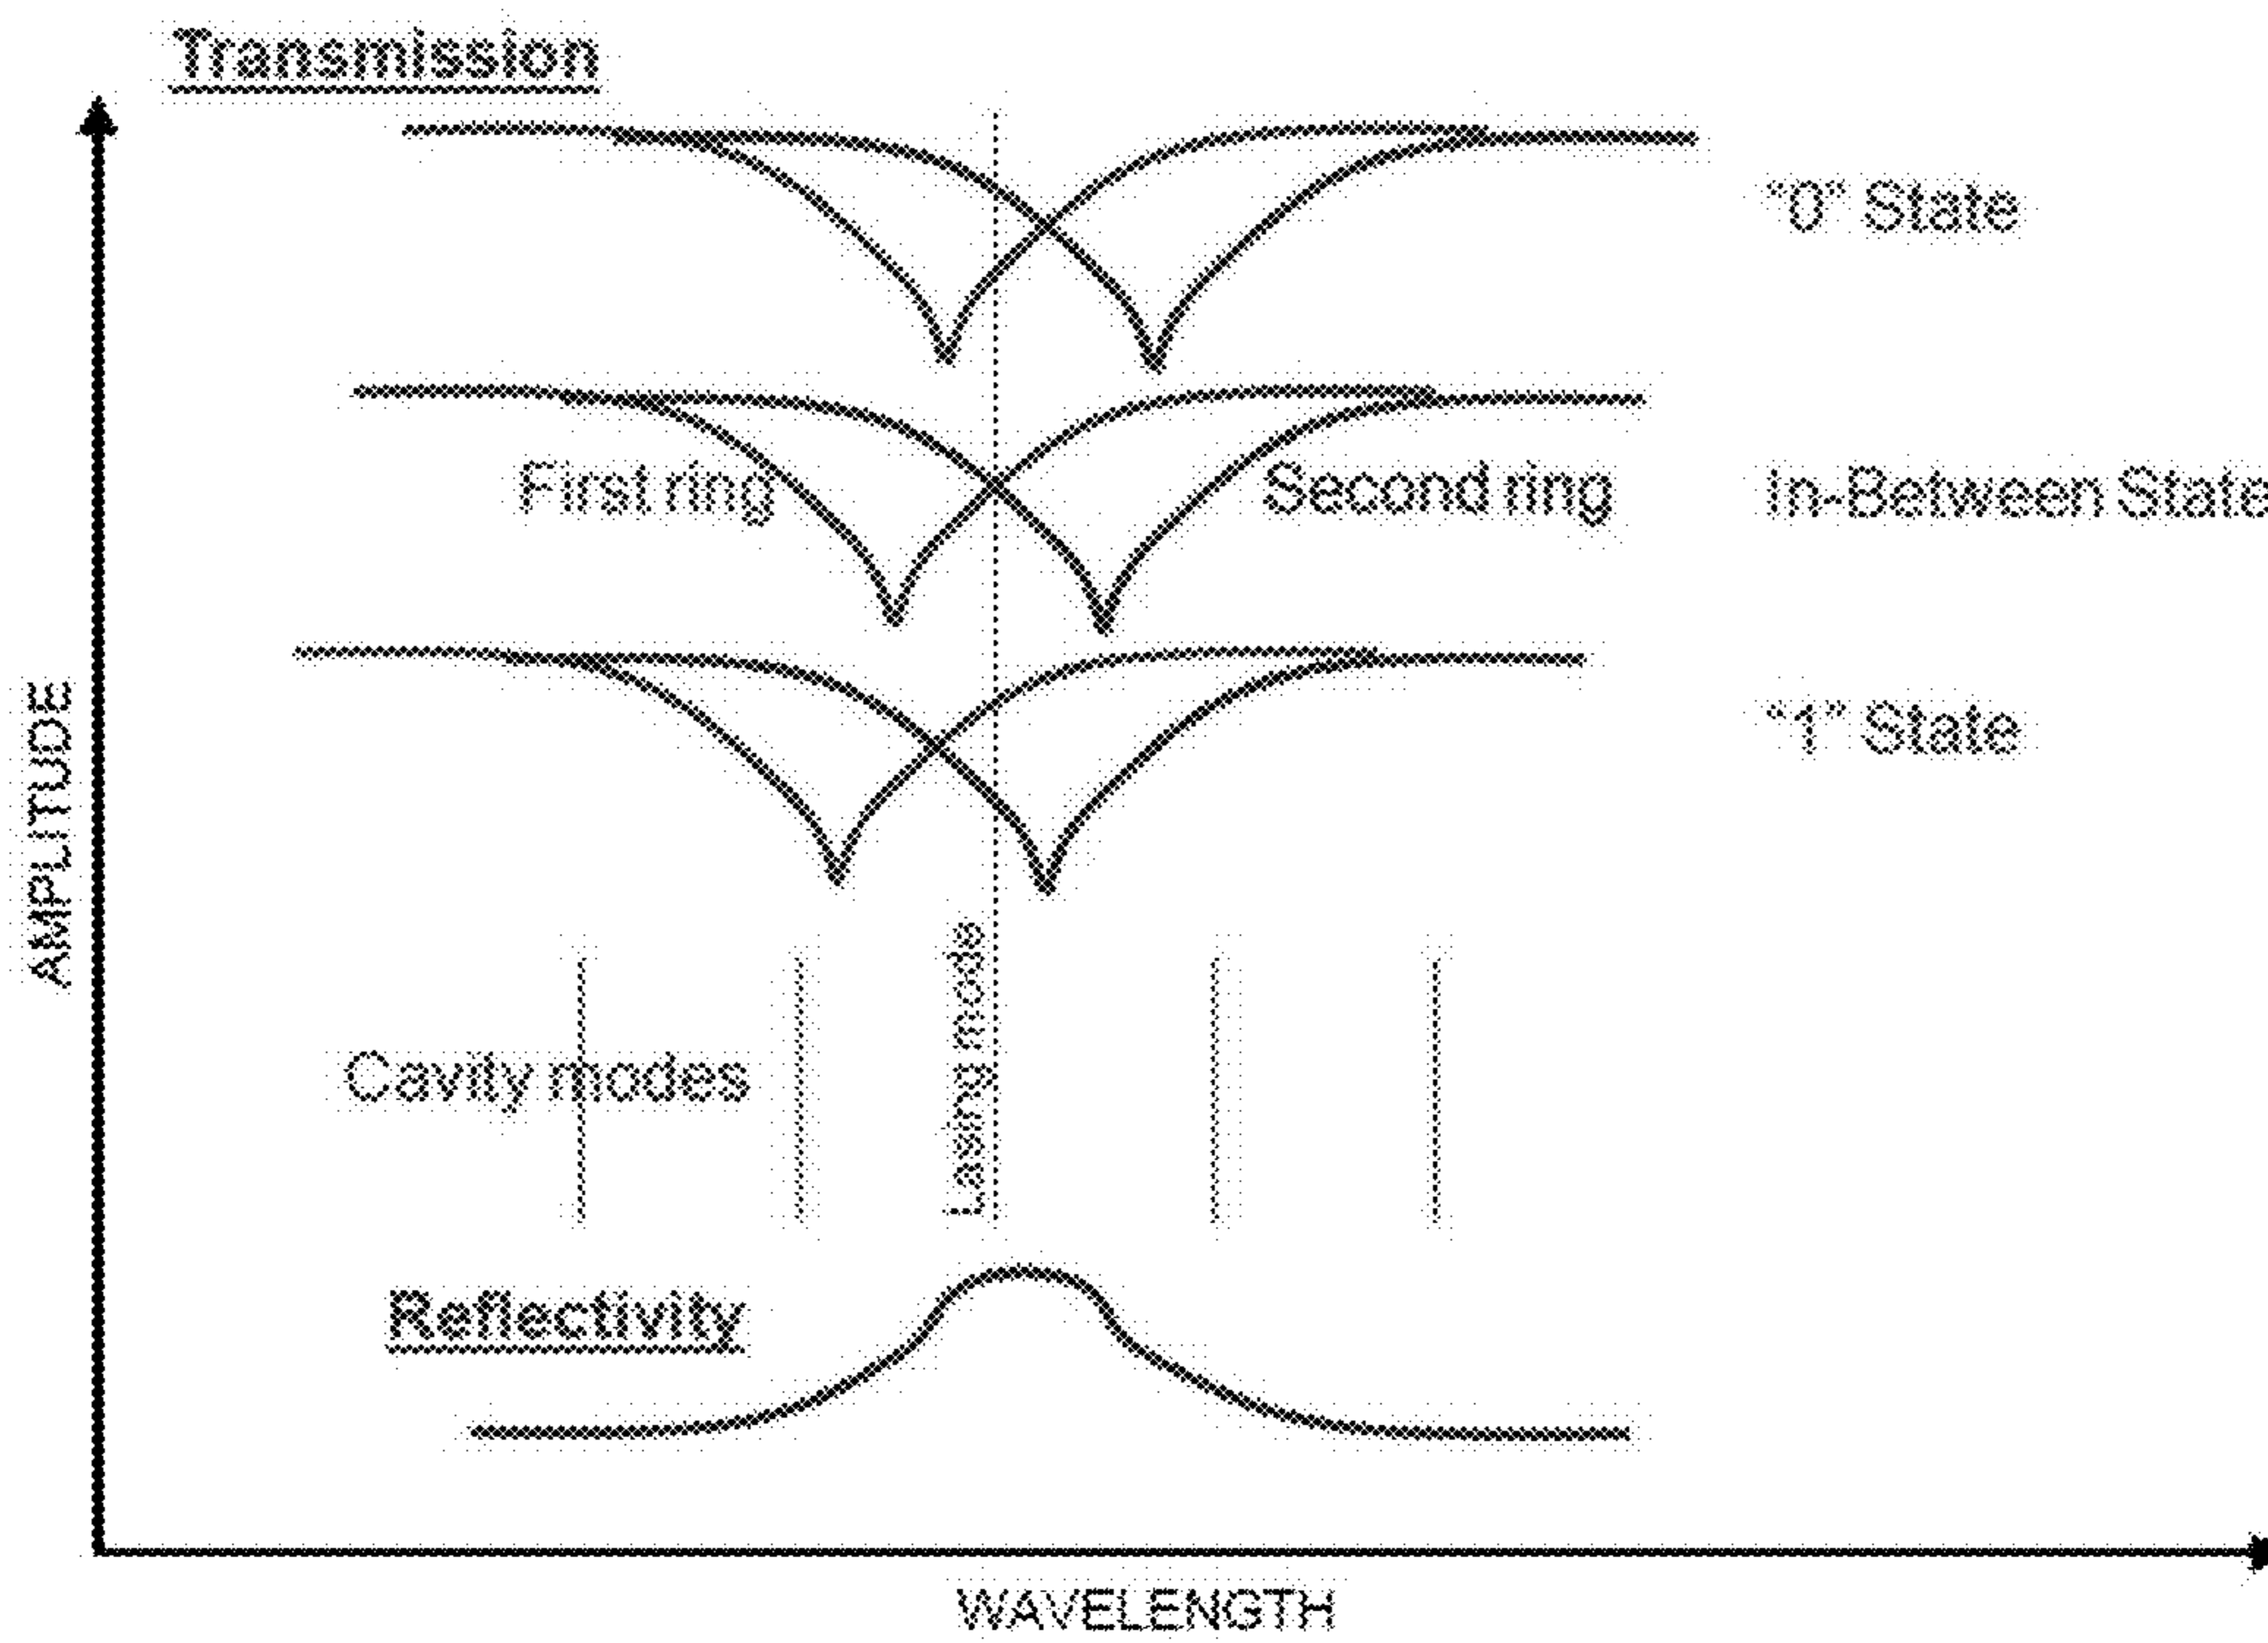 Transmission
“0” State
First ring
Second ring
In-Between State
“1” State
AMPLITUDE
Lasing mode
Cavity modes
Reflectivity
WAVELENGTH